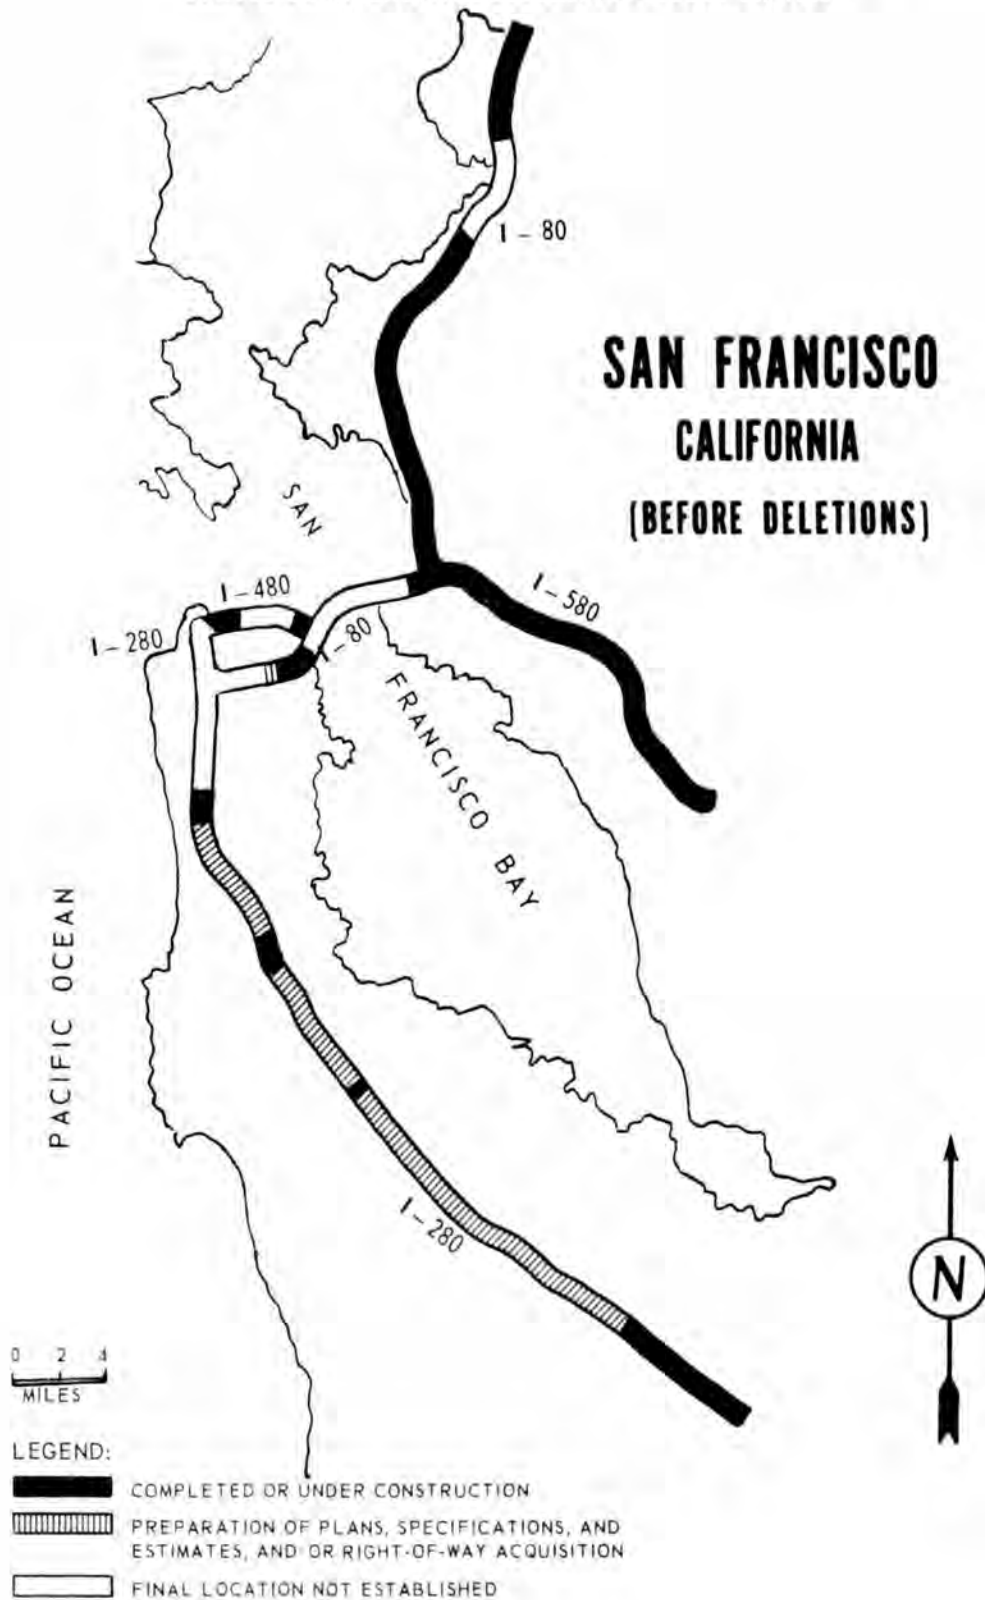 I-80
SAN FRANCISCO
CALIFORNIA
(BEFORE DELETIONS)
SAN
I-480
I-580
I-280
I-80
FRANCISCO BAY
PACIFIC OCEAN
I-280
N
0 2 4
MILES
LEGEND:
COMPLETED OR UNDER CONSTRUCTION
PREPARATION OF PLANS, SPECIFICATIONS, AND
ESTIMATES, AND OR RIGHT-OF-WAY ACQUISITION
FINAL LOCATION NOT ESTABLISHED